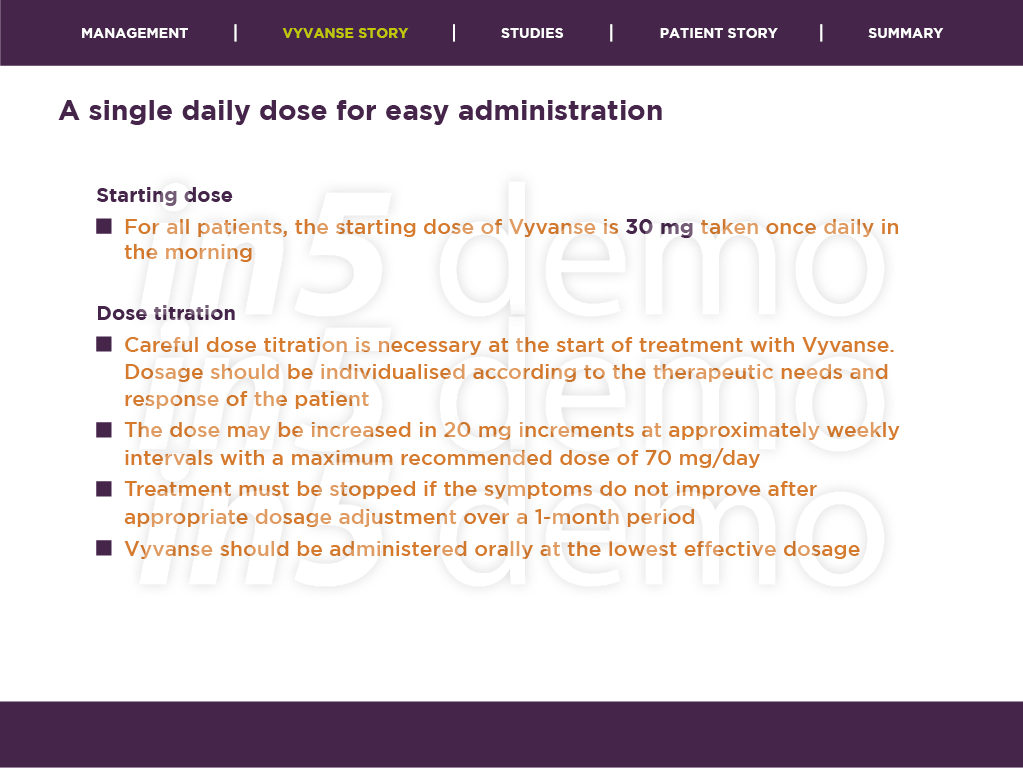 MANAGEMENT | VYVANSE STORY | STUDIES | PATIENT STORY | SUMMARY
A single daily dose for easy administration
Starting dose
For all patients, the starting dose of Vyvanse is 30 mg taken once daily in
the morning
Dose titration
Careful dose titration is necessary at the start of treatment with Vyvanse.
Dosage should be individualised according to the therapeutic needs and
response of the patient
The dose may be increased in 20 mg increments at approximately weekly
intervals with a maximum recommended dose of 70 mg/day
Treatment must be stopped if the symptoms do not improve after
appropriate dosage adjustment over a 1-month period
Vyvanse should be administered orally at the lowest effective dosage
in5 demo
in5 demo
in5 demo